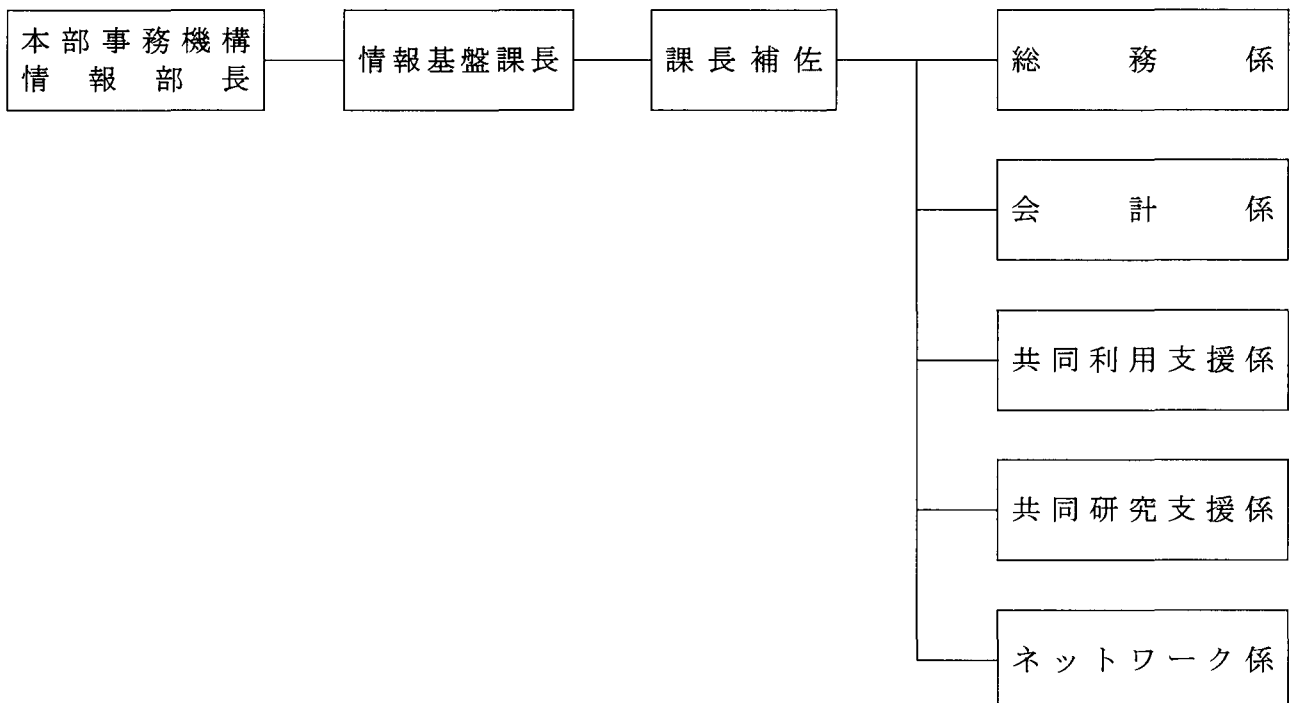 本部事務機構
情報部長
情報基盤課長
課長補佐
総務係
会計係
共同利用支援係
共同研究支援係
ネットワーク係